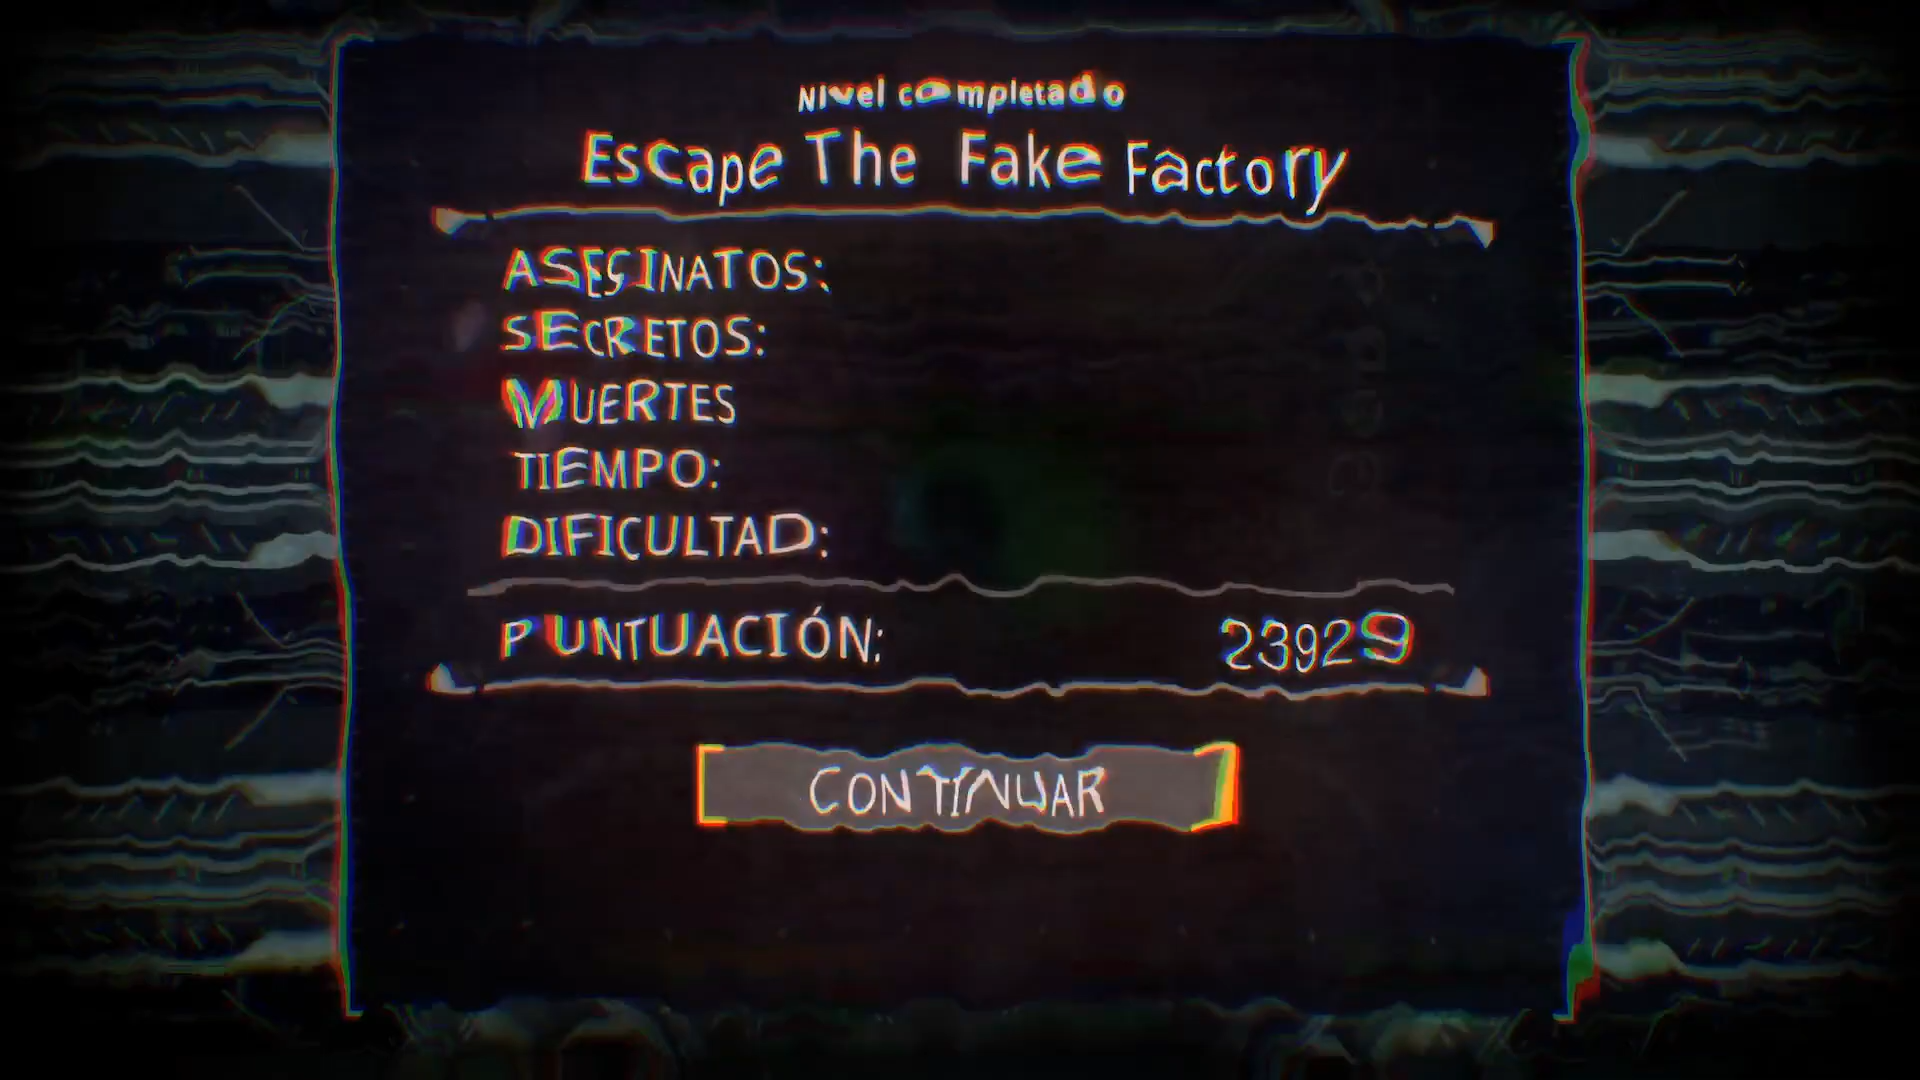 Nivel completado
Escape The Fake Factory
ASESINATOS:
SECRETOS:
MUERTES
TIEMPO:
DIFICULTAD:
PUNTUACIÓN: 23929
CONTINUAR